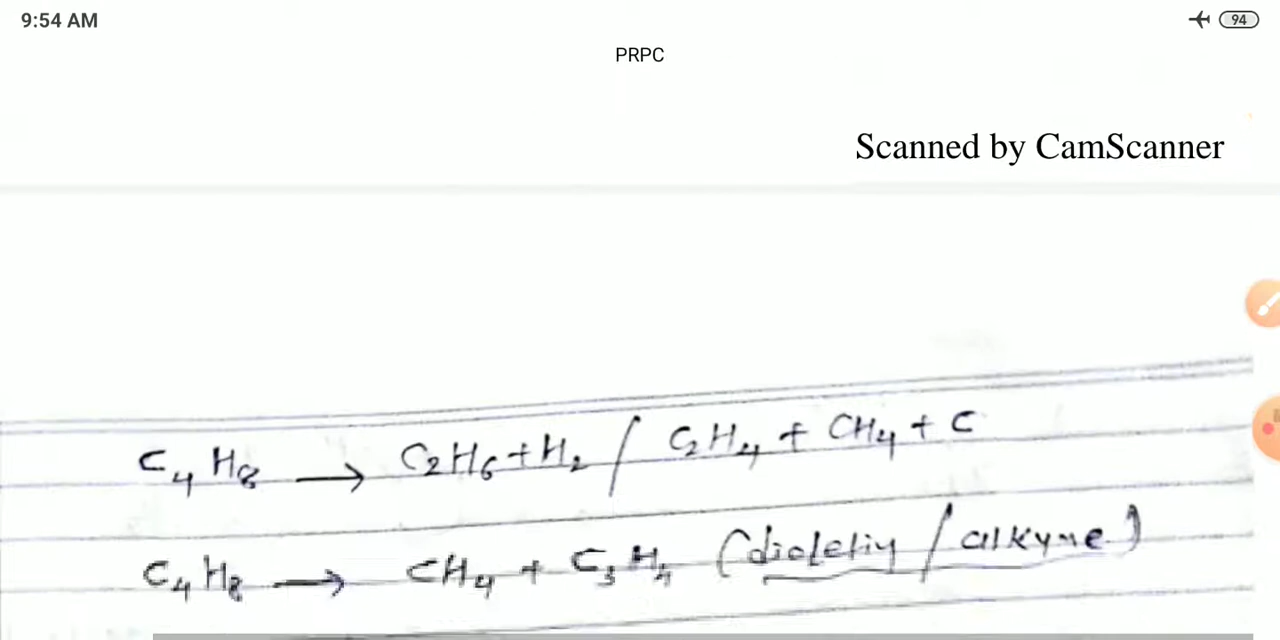 9:54 AM
94
PRPC
Scanned by CamScanner
C₄H₈ → C₂H₆ + H₂ / C₂H₄ + CH₄ + C
C₄H₈ → CH₄ + C₃H₄ (diolefin / alkyne)